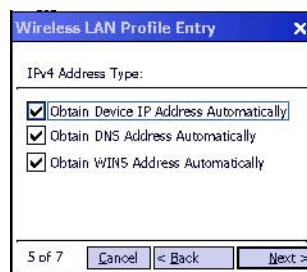 Wireless LAN Profile Entry
IPv4 Address Type:
Obtain Device IP Address Automatically
Obtain DNS Address Automatically
Obtain WINS Address Automatically
5 of 7 Cancel < Back Next >